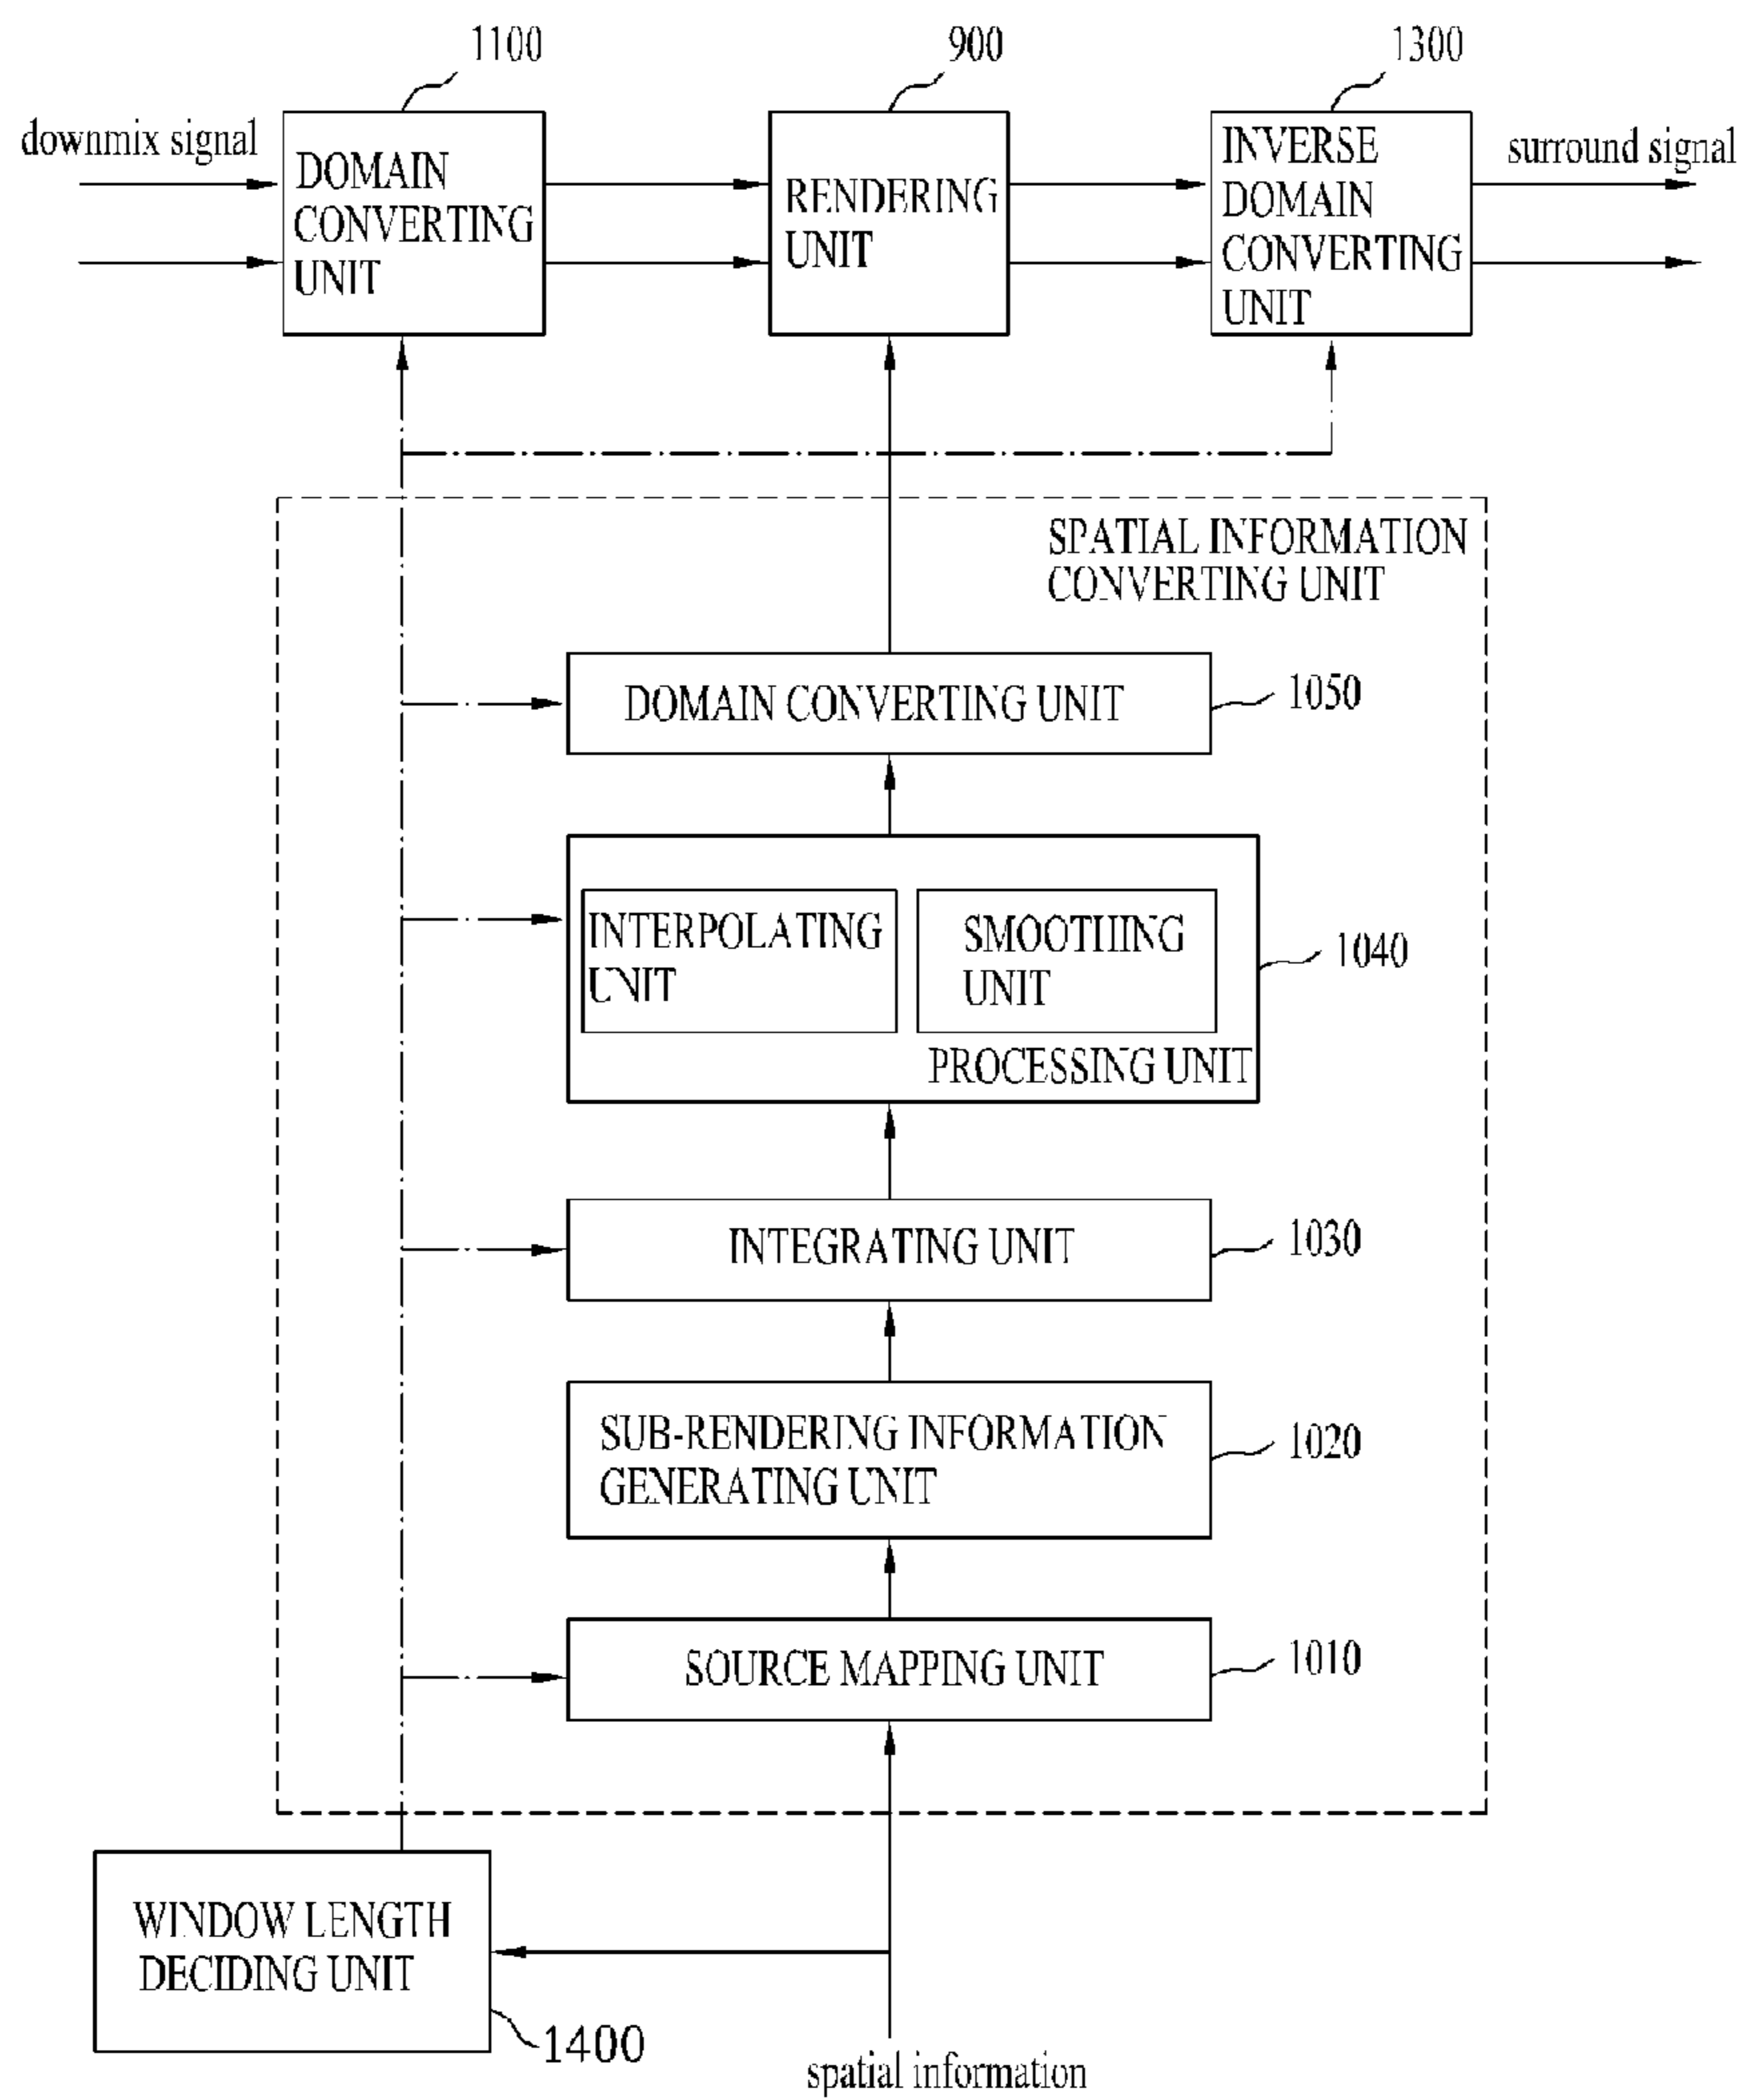 1100
900
1300
downmix signal
DOMAIN
CONVERTING
UNIT
RENDERING
UNIT
INVERSE
DOMAIN
CONVERTING
UNIT
surround signal
SPATIAL INFORMATION
CONVERTING UNIT
DOMAIN CONVERTING UNIT
1050
INTERPOLATING
UNIT
SMOOTHING
UNIT
PROCESSING UNIT
1040
INTEGRATING UNIT
1030
SUB-RENDERING INFORMATION
GENERATING UNIT
1020
SOURCE MAPPING UNIT
1010
WINDOW LENGTH
DECIDING UNIT
1400
spatial information